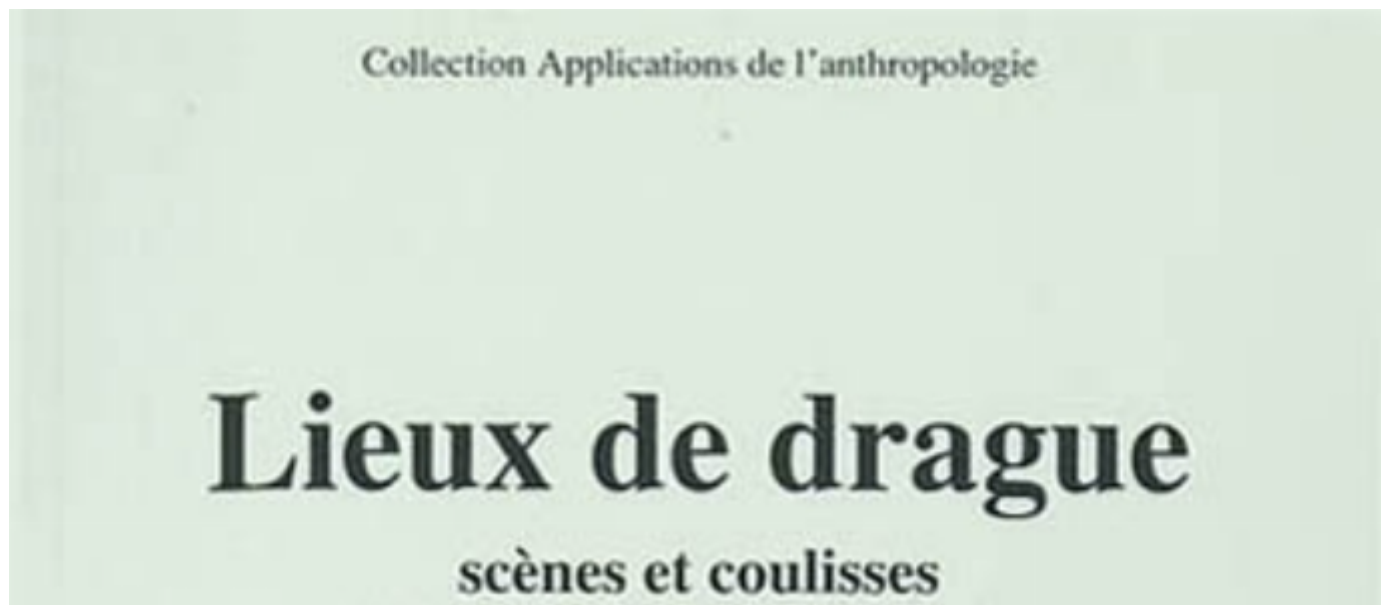 Collection Applications de l'anthropologie
Lieux de drague
scènes et coulisses